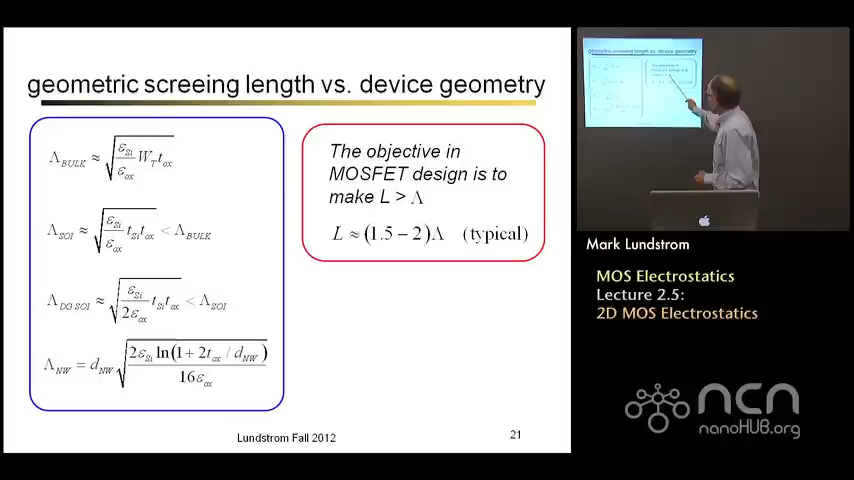 geometric screeing length vs. device geometry
Λ_BULK ≈ √(ε_Si/ε_ox W_T t_ox)
Λ_SOI ≈ √(ε_Si/ε_ox t_Si t_ox) < Λ_BULK
Λ_DG SOI ≈ √(ε_Si/2ε_ox t_Si t_ox) < Λ_SOI
Λ_NW = d_NW √(2ε_Si ln(1 + 2t_ox / d_NW)/16ε_ox)
The objective in
MOSFET design is to
make L > Λ
L ≈ (1.5 − 2)Λ (typical)
Lundstrom Fall 2012
21
geometric screeing length vs. device geometry
Mark Lundstrom
MOS Electrostatics
Lecture 2.5:
2D MOS Electrostatics
ncn
nanoHUB.org